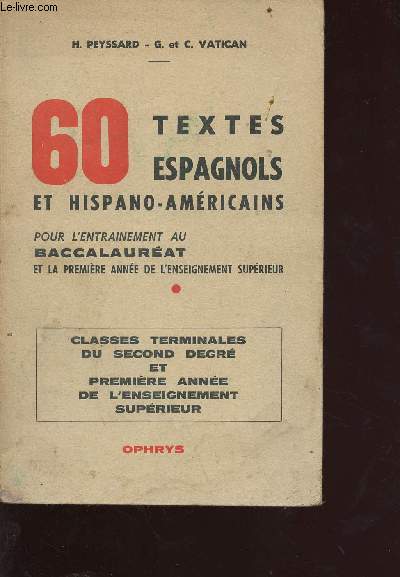 www.le-livre.com
H. PEYSSARD - G. et C. VATICAN
60 TEXTES
ESPAGNOLS
ET HISPANO-AMÉRICAINS
POUR L'ENTRAINEMENT AU
BACCALAURÉAT
ET LA PREMIÈRE ANNÉE DE L'ENSEIGNEMENT SUPÉRIEUR
CLASSES TERMINALES
DU SECOND DEGRÉ
ET
PREMIÈRE ANNÉE
DE L'ENSEIGNEMENT
SUPÉRIEUR
OPHRYS